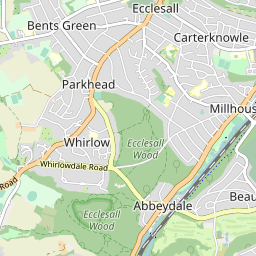 Ecclesall
Bents Green
Carterknowle
Parkhead
Millhous
Whirlow
Ecclesall
Wood
Whirlowdale Road
Road
Abbeydale
Beau
Ecclesall
Wood